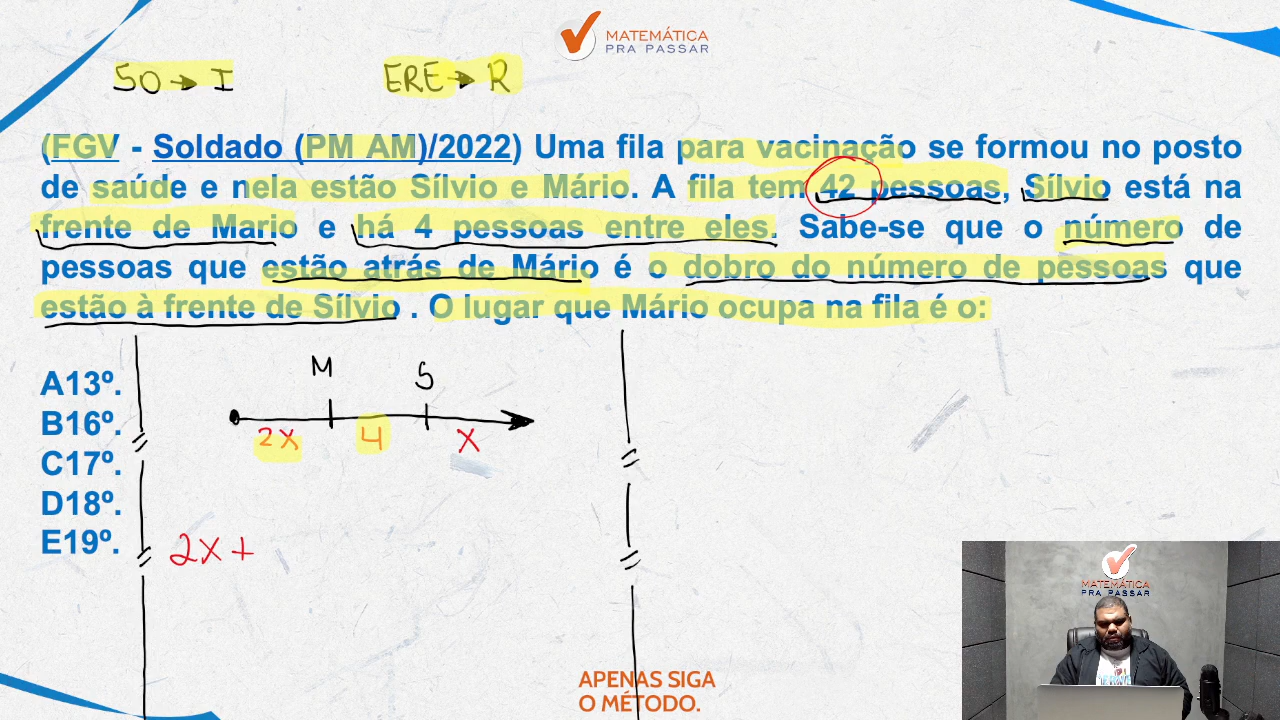 MATEMÁTICA
PRA PASSAR
SO → I
ERE → R
(FGV - Soldado (PM AM)/2022) Uma fila para vacinação se formou no posto
de saúde e nela estão Sílvio e Mário. A fila tem 42 pessoas, Sílvio está na
frente de Mario e há 4 pessoas entre eles. Sabe-se que o número de
pessoas que estão atrás de Mário é o dobro do número de pessoas que
estão à frente de Sílvio . O lugar que Mário ocupa na fila é o:
M S
2x 4 x
A13º.
B16º.
C17º.
D18º.
E19º.
2x +
MATEMÁTICA
PRA PASSAR
APENAS SIGA
O MÉTODO.